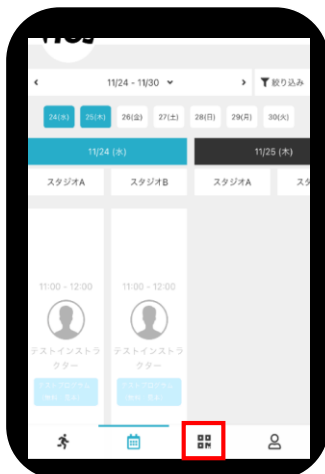 11/24 - 11/30
絞り込み
24(水) 25(木) 26(金) 27(土) 28(日) 29(月) 30(火)
11/24 (水) 11/25 (木)
スタジオA スタジオB スタジオA スタ
11:00 - 12:00 11:00 - 12:00
テストインストラクター テストインストラクター